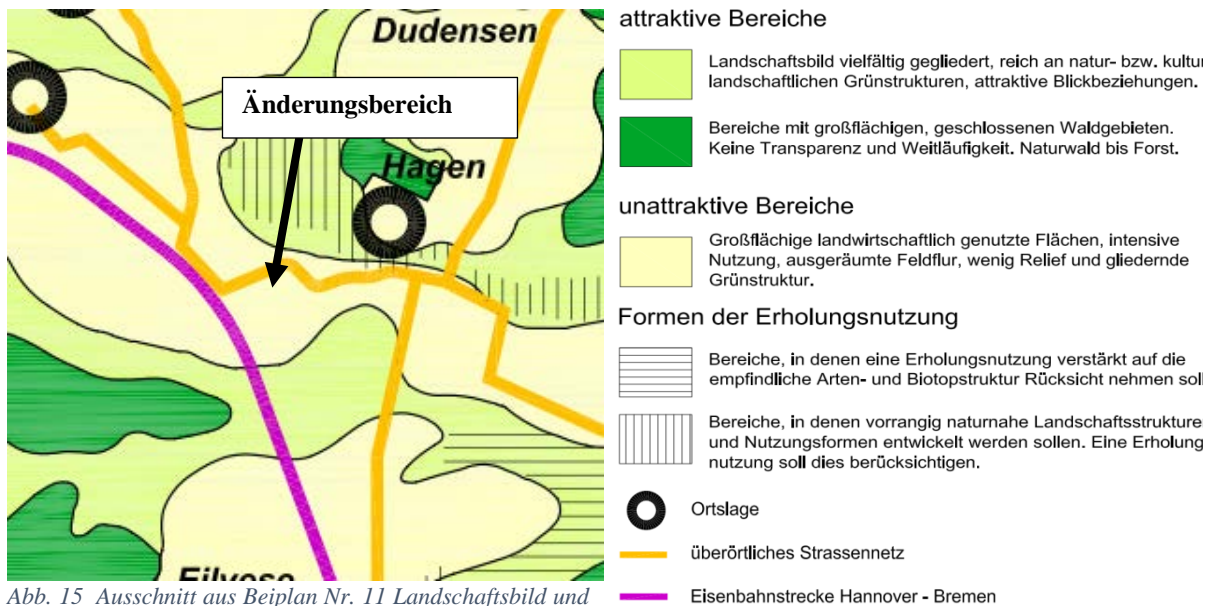 Dudensen
Änderungsbereich
Hagen
Eilvese
Abb. 15 Ausschnitt aus Beiplan Nr. 11 Landschaftsbild und
attraktive Bereiche
Landschaftsbild vielfältig gegliedert, reich an natur- bzw. kultur
landschaftlichen Grünstrukturen, attraktive Blickbeziehungen.
Bereiche mit großflächigen, geschlossenen Waldgebieten.
Keine Transparenz und Weitläufigkeit. Naturwald bis Forst.
unattraktive Bereiche
Großflächige landwirtschaftlich genutzte Flächen, intensive
Nutzung, ausgeräumte Feldflur, wenig Relief und gliedernde
Grünstruktur.
Formen der Erholungsnutzung
Bereiche, in denen eine Erholungsnutzung verstärkt auf die
empfindliche Arten- und Biotopstruktur Rücksicht nehmen soll
Bereiche, in denen vorrangig naturnahe Landschaftsstrukture
und Nutzungsformen entwickelt werden sollen. Eine Erholung
nutzung soll dies berücksichtigen.
Ortslage
überörtliches Strassennetz
Eisenbahnstrecke Hannover - Bremen